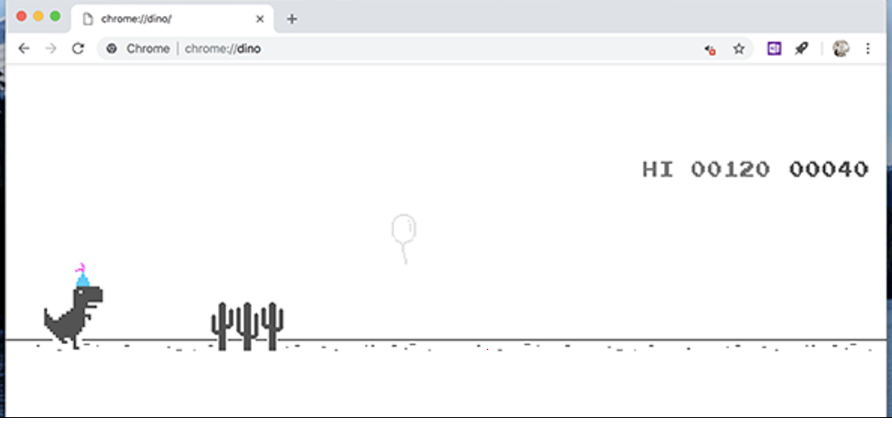 chrome://dino/
Chrome | chrome://dino
HI 00120 00040